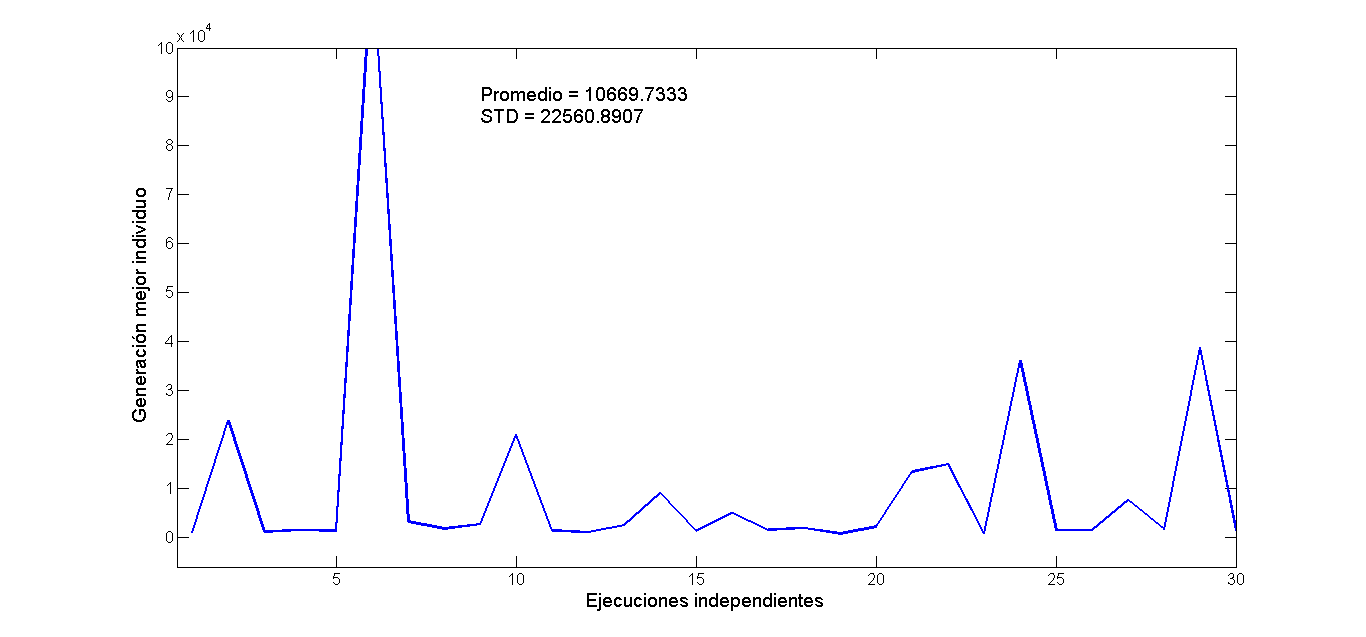 x 10^4
10
9
8
7
6
5
4
3
2
1
0
Generación mejor individuo
Promedio = 10669.7333
STD = 22560.8907
5 10 15 20 25 30
Ejecuciones independientes